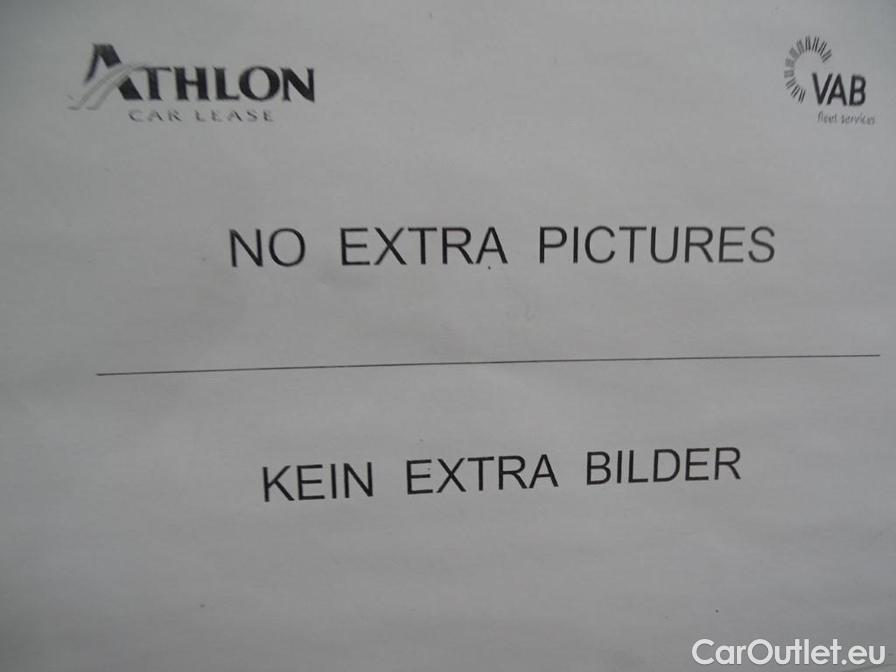 ATHLON
CAR LEASE
VAB
fleet services
NO EXTRA PICTURES
KEIN EXTRA BILDER
CarOutlet.eu